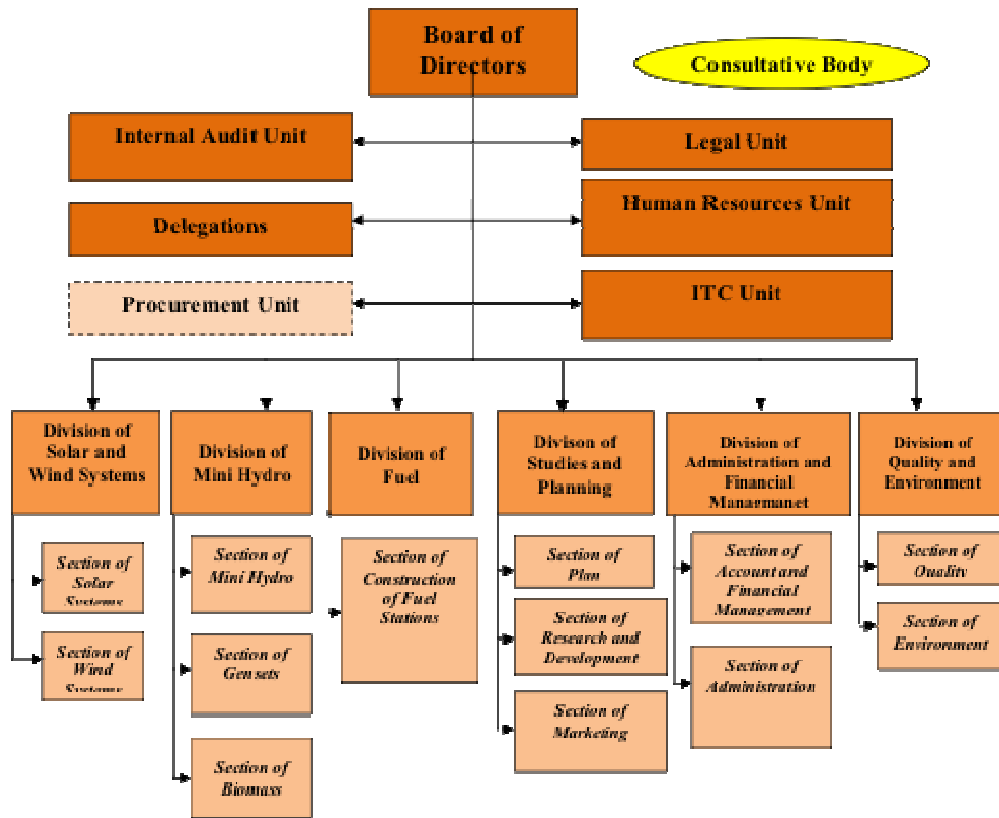 Board of
Directors
Consultative Body
Internal Audit Unit
Legal Unit
Delegations
Human Resources Unit
Procurement Unit
ITC Unit
Division of
Solar and
Wind Systems
Division of
Mini Hydro
Division of
Fuel
Divison of
Studies and
Planning
Division of
Administration and
Financial
Managmanet
Division of
Quality and
Environment
Section of
Solar
Systems
Section of
Wind
Systems
Section of
Mini Hydro
Section of
Gen sets
Section of
Biomass
Section of
Construction
of Fuel
Stations
Section of
Plan
Section of
Research and
Development
Section of
Marketing
Section of
Account and
Financial
Management
Section of
Administration
Section of
Quality
Section of
Environment